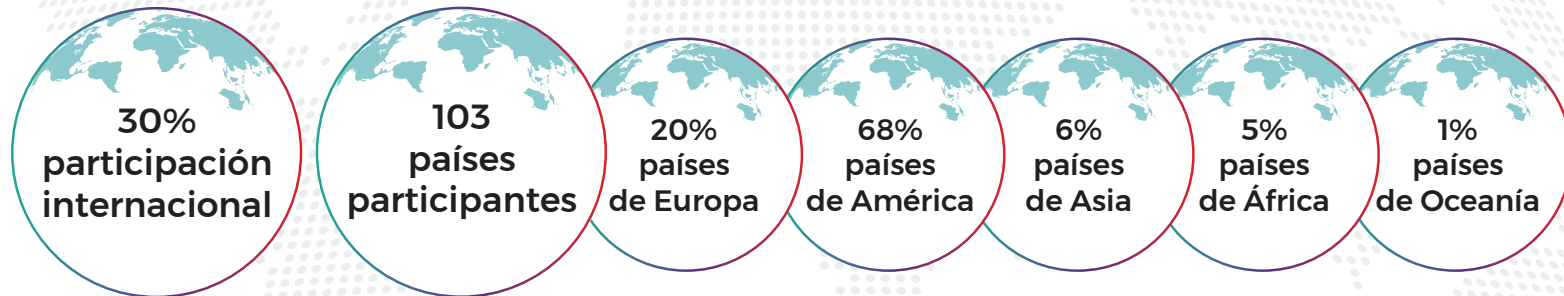 30%
participación
internacional
103
países
participantes
20%
países
de Europa
68%
países
de América
6%
países
de Asia
5%
países
de África
1%
países
de Oceanía